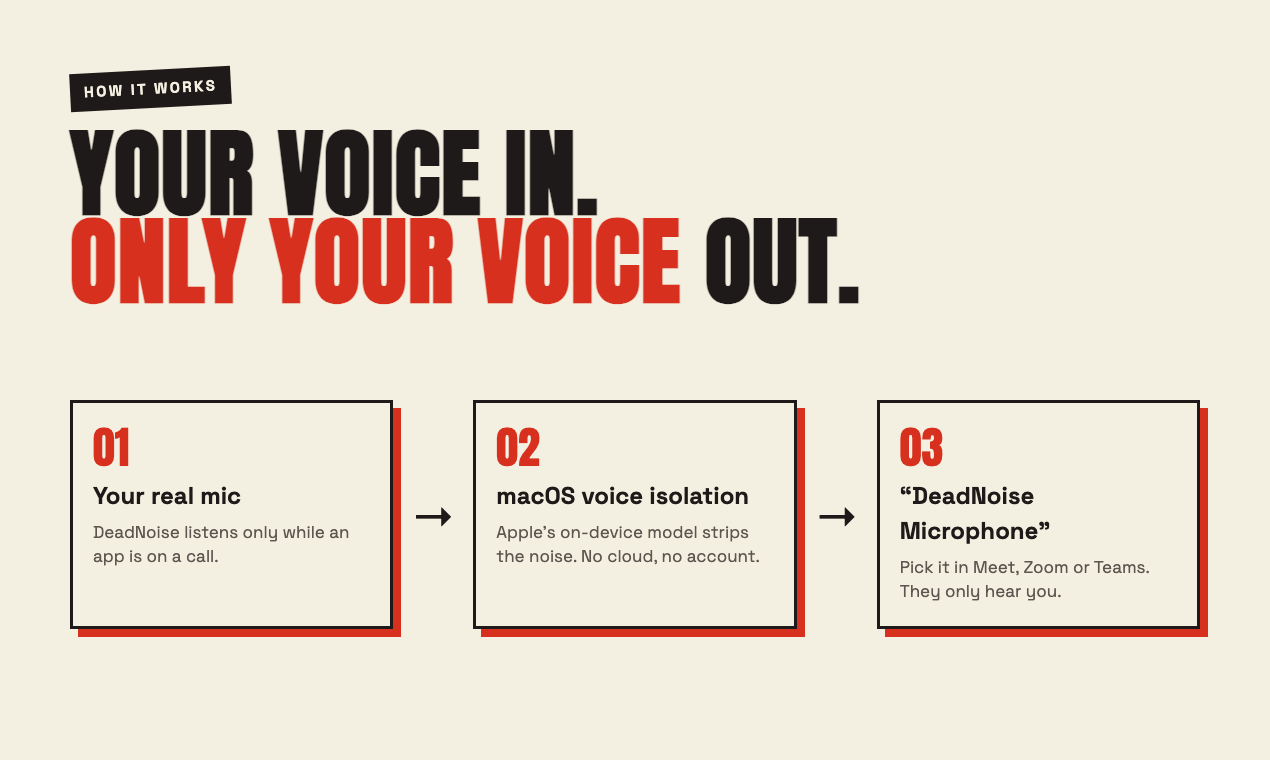 HOW IT WORKS
YOUR VOICE IN.
ONLY YOUR VOICE OUT.
01
Your real mic
DeadNoise listens only while an
app is on a call.
→
02
macOS voice isolation
Apple’s on-device model strips
the noise. No cloud, no account.
→
03
“DeadNoise
Microphone”
Pick it in Meet, Zoom or Teams.
They only hear you.